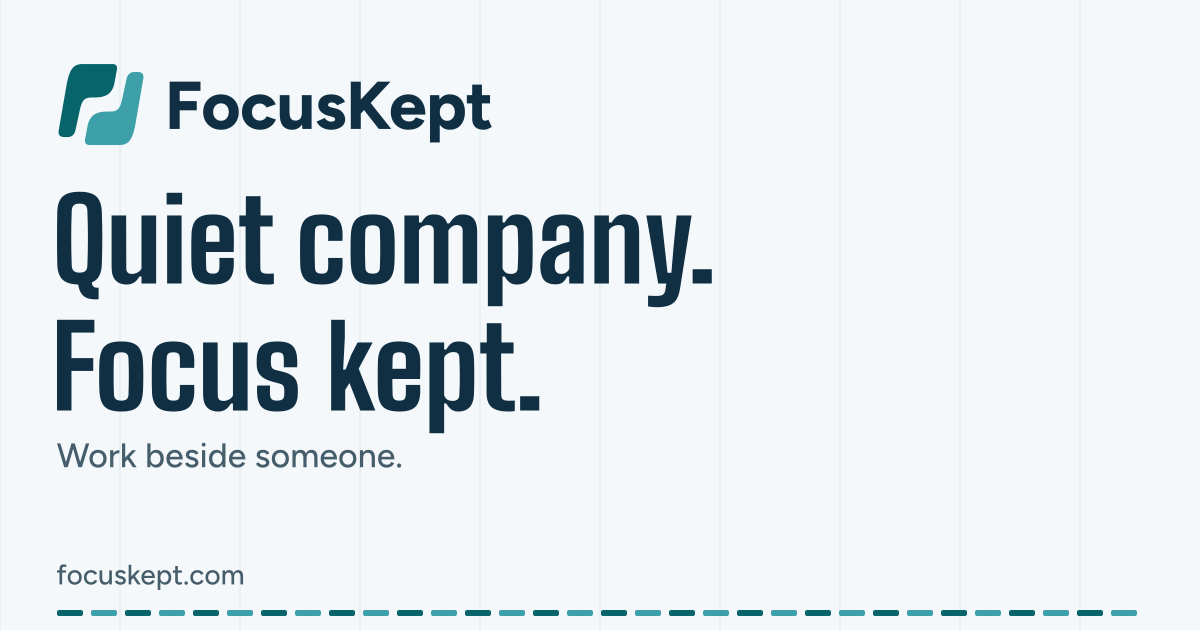 FocusKept
Quiet company.
Focus kept.
Work beside someone.
focuskept.com